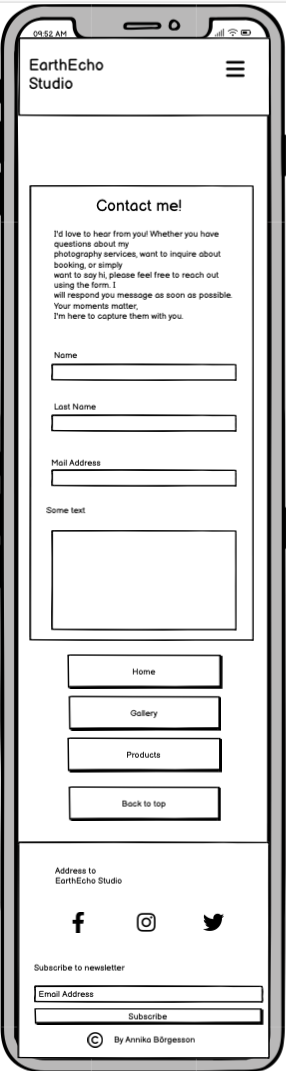 09:52 AM
EarthEcho
Studio
Contact me!
I'd love to hear from you! Whether you have
questions about my
photography services, want to inquire about
booking, or simply
want to say hi, please feel free to reach out
using the form. I
will respond you message as soon as possible.
Your moments matter,
I'm here to capture them with you.
Name
Last Name
Mail Address
Some text
Home
Gallery
Products
Back to top
Address to
EarthEcho Studio
Subscribe to newsletter
Email Address
Subscribe
© By Annika Börgesson